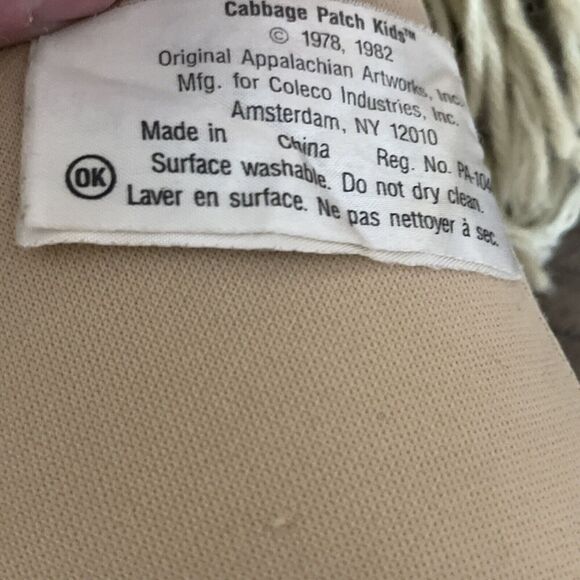 Cabbage Patch Kids™
© 1978, 1982
Original Appalachian Artworks, Inc.
Mfg. for Coleco Industries, Inc.
Amsterdam, NY 12010
Made in China Reg. No. PA-104
OK
Surface washable. Do not dry clean.
Laver en surface. Ne pas nettoyer à sec.